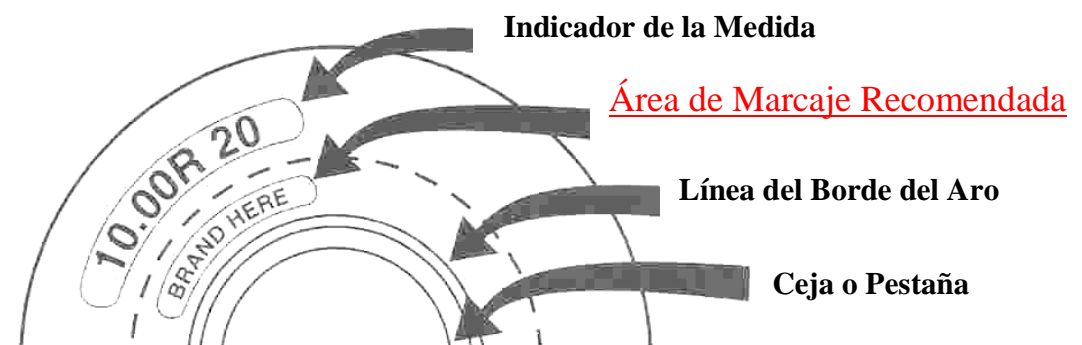 Indicador de la Medida
Área de Marcaje Recomendada
10.00R 20
BRAND HERE
Línea del Borde del Aro
Ceja o Pestaña